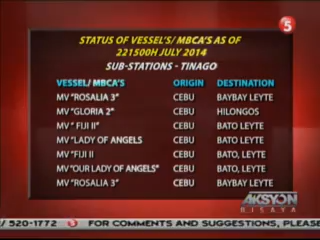 5
STATUS OF VESSEL'S/ MBCA'S AS OF
221500H JULY 2014
SUB-STATIONS - TINAGO
VESSEL/ MBCA'S ORIGIN DESTINATION
MV "ROSALIA 3" CEBU BAYBAY LEYTE
MV "GLORIA 2" CEBU HILONGOS
MV " FIJI II" CEBU BATO LEYTE
MV "LADY OF ANGELS CEBU BATO LEYTE
MV "FIJI II CEBU BATO, LEYTE
MV "OUR LADY OF ANGELS" CEBU BATO, LEYTE
MV "ROSALIA 3" CEBU BAYBAY LEYTE
AKSYON
BISAYA
/ 520-1772 5 FOR COMMENTS AND SUGGESTIONS, PLEASE